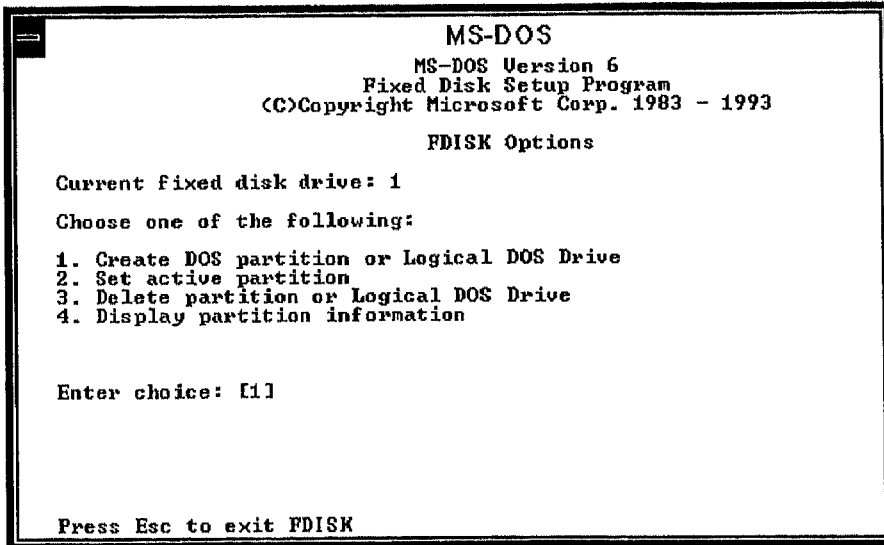 MS-DOS
MS-DOS Version 6
Fixed Disk Setup Program
(C)Copyright Microsoft Corp. 1983 - 1993
FDISK Options
Current fixed disk drive: 1
Choose one of the following:
1. Create DOS partition or Logical DOS Drive
2. Set active partition
3. Delete partition or Logical DOS Drive
4. Display partition information
Enter choice: [1]
Press Esc to exit FDISK